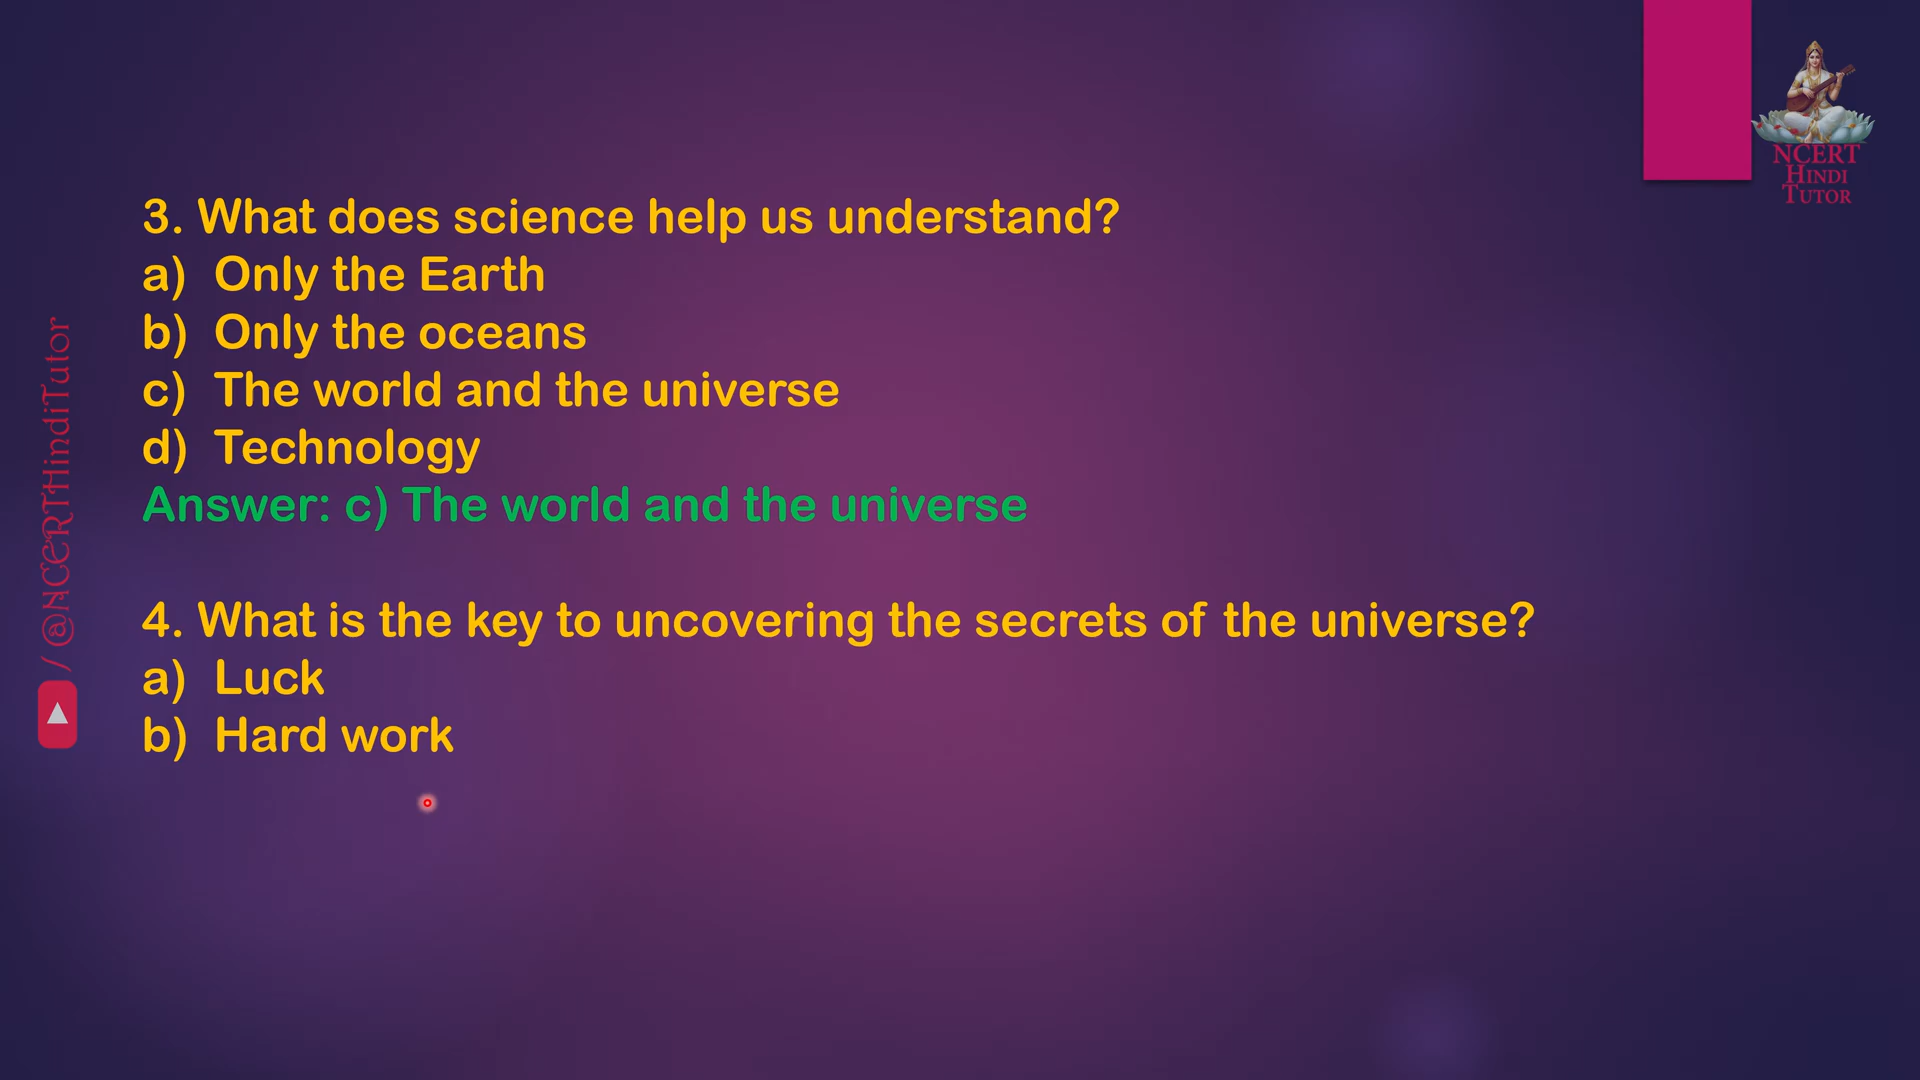 NCERT
HINDI
TUTOR
3. What does science help us understand?
a) Only the Earth
b) Only the oceans
c) The world and the universe
d) Technology
Answer: c) The world and the universe
4. What is the key to uncovering the secrets of the universe?
a) Luck
b) Hard work
/@NCERTHindiTutor